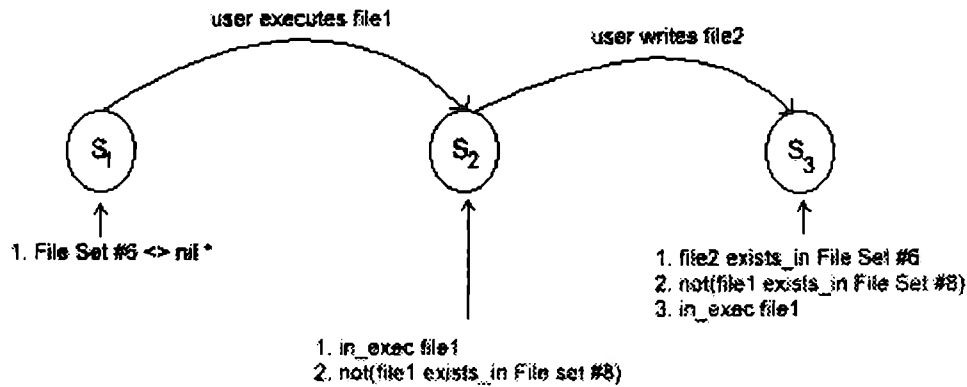 user executes file1
user writes file2
S1
S2
S3
1. File Set #6 <> nil *
1. file2 exists_in File Set #6
2. not(file1 exists_in File Set #8)
3. in_exec file1
1. in_exec file1
2. not(file1 exists_in File set #8)